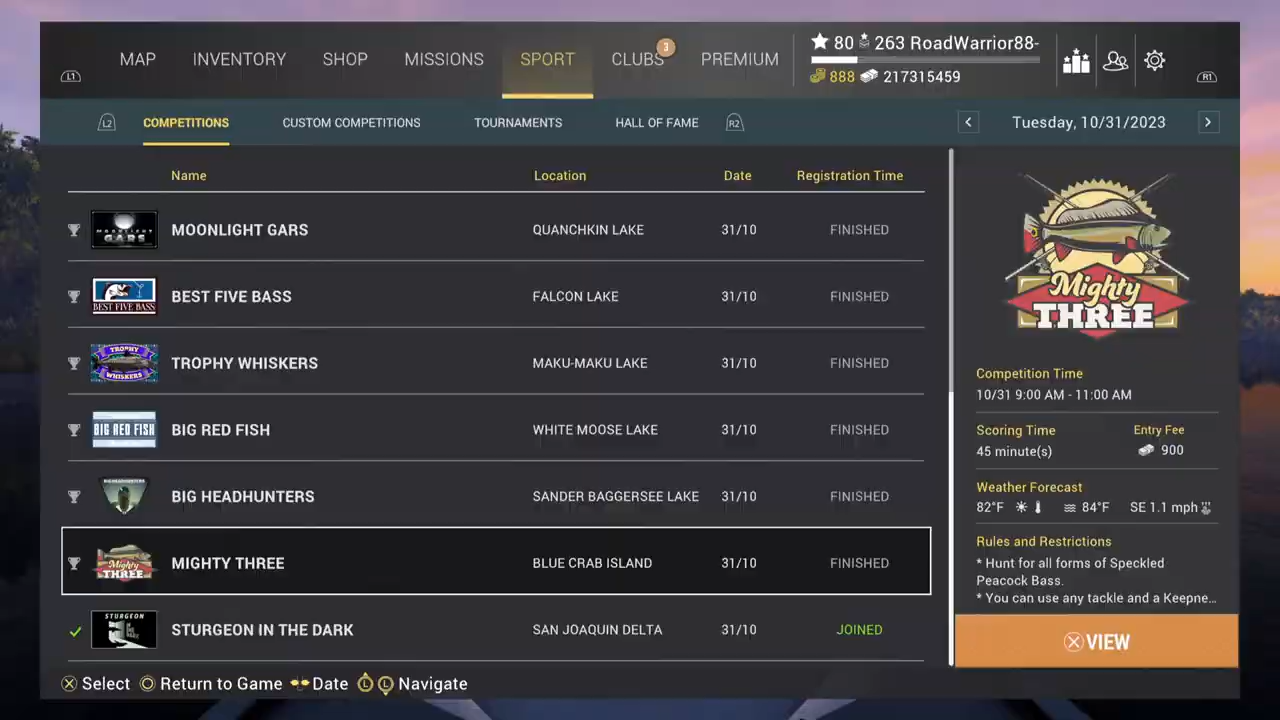 L1
MAP
INVENTORY
SHOP
MISSIONS
SPORT
CLUBS
3
PREMIUM
80 263 RoadWarrior88-
888 217315459
R1
L2
COMPETITIONS
CUSTOM COMPETITIONS
TOURNAMENTS
HALL OF FAME
R2
< Tuesday, 10/31/2023 >
Name Location Date Registration Time
MOONLIGHT GARS
MOONLIGHT GARS QUANCHKIN LAKE 31/10 FINISHED
BEST FIVE BASS
BEST FIVE BASS FALCON LAKE 31/10 FINISHED
TROPHY WHISKERS
TROPHY WHISKERS MAKU-MAKU LAKE 31/10 FINISHED
BIG RED FISH
BIG RED FISH WHITE MOOSE LAKE 31/10 FINISHED
BIG HEADHUNTERS
BIG HEADHUNTERS SANDER BAGGERSEE LAKE 31/10 FINISHED
Mighty THREE
MIGHTY THREE BLUE CRAB ISLAND 31/10 FINISHED
STURGEON
STURGEON IN THE DARK SAN JOAQUIN DELTA 31/10 JOINED
Mighty
THREE
Competition Time
10/31 9:00 AM - 11:00 AM
Scoring Time Entry Fee
45 minute(s) 900
Weather Forecast
82°F 84°F SE 1.1 mph
Rules and Restrictions
* Hunt for all forms of Speckled
Peacock Bass.
* You can use any tackle and a Keepne...
VIEW
Select Return to Game Date L L Navigate